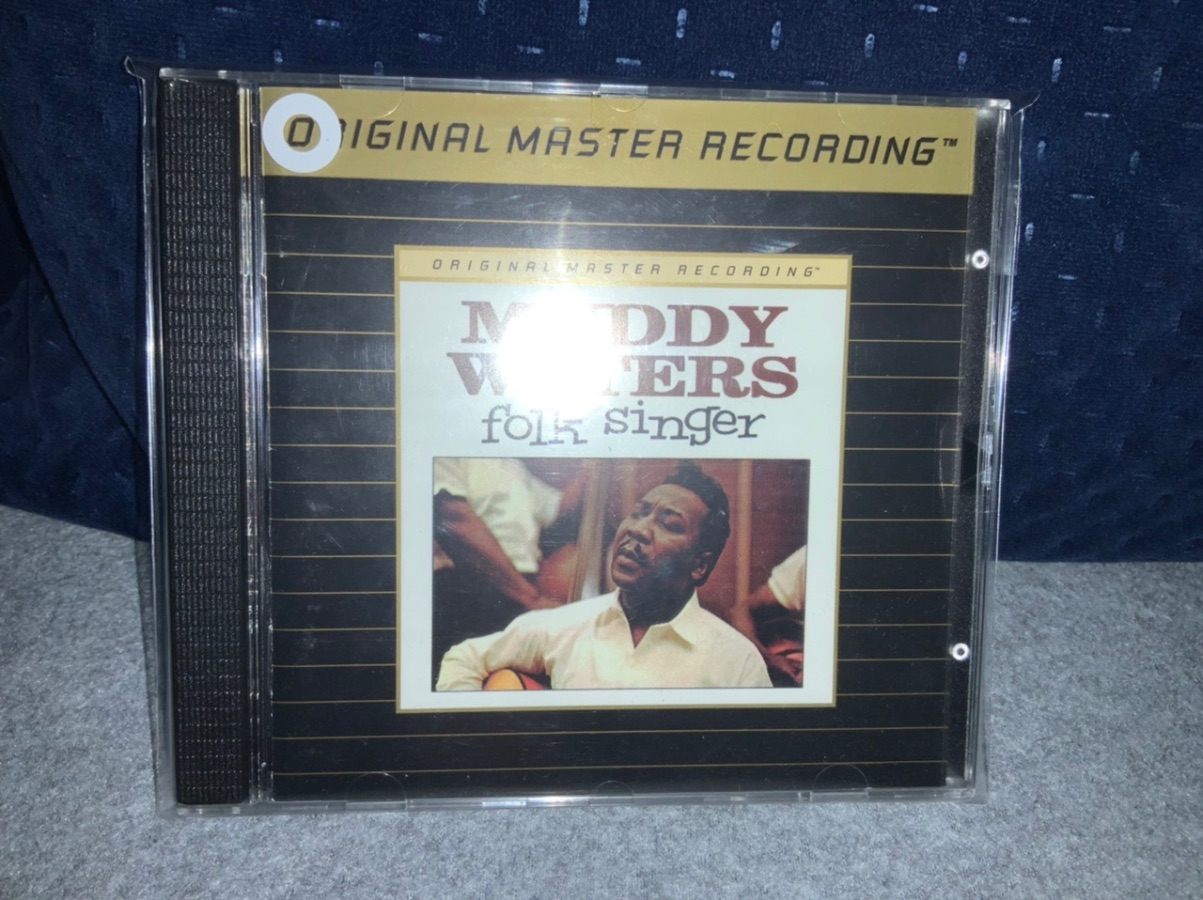 ORIGINAL MASTER RECORDING™
ORIGINAL MASTER RECORDING™
MUDDY
WATERS
folk singer